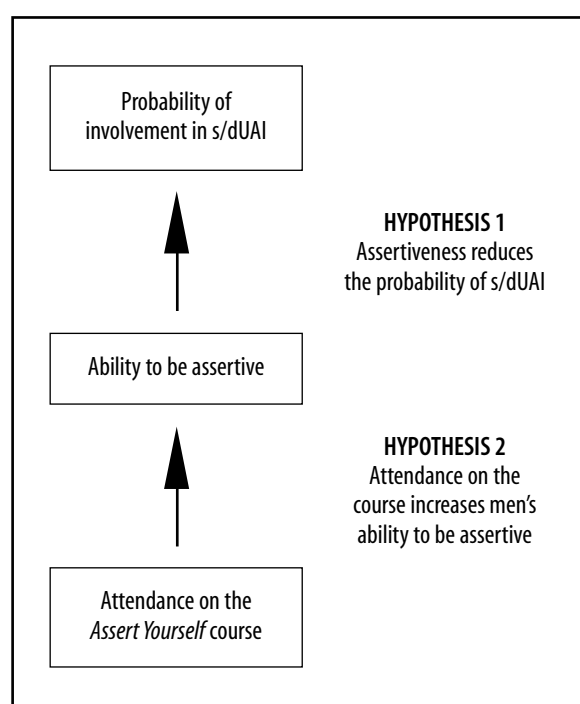 Probability of
involvement in s/dUAI
HYPOTHESIS 1
Assertiveness reduces
the probability of s/dUAI
Ability to be assertive
HYPOTHESIS 2
Attendance on the
course increases men's
ability to be assertive
Attendance on the
Assert Yourself course